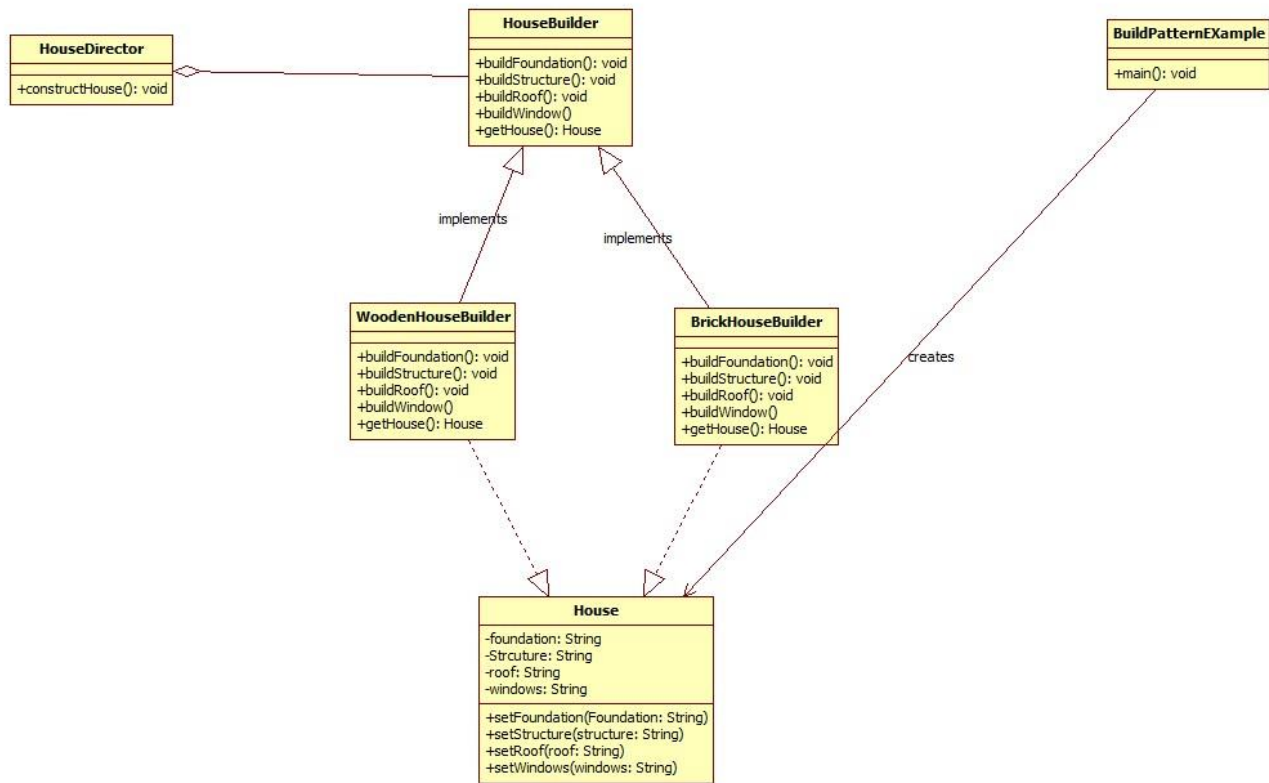 HouseDirector
+constructHouse(): void
HouseBuilder
+buildFoundation(): void
+buildStructure(): void
+buildRoof(): void
+buildWindow()
+getHouse(): House
BuildPatternEXample
+main(): void
implements
implements
WoodenHouseBuilder
+buildFoundation(): void
+buildStructure(): void
+buildRoof(): void
+buildWindow()
+getHouse(): House
BrickHouseBuilder
+buildFoundation(): void
+buildStructure(): void
+buildRoof(): void
+buildWindow()
+getHouse(): House
creates
House
-foundation: String
-Strcuture: String
-roof: String
-windows: String
+setFoundation(Foundation: String)
+setStructure(structure: String)
+setRoof(roof: String)
+setWindows(windows: String)